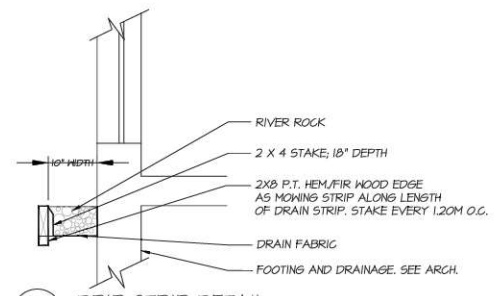 RIVER ROCK
2 X 4 STAKE; 18" DEPTH
10" WIDTH
2X8 P.T. HEM/FIR WOOD EDGE
AS MOWING STRIP ALONG LENGTH
OF DRAIN STRIP. STAKE EVERY 1.20M O.C.
DRAIN FABRIC
FOOTING AND DRAINAGE. SEE ARCH.